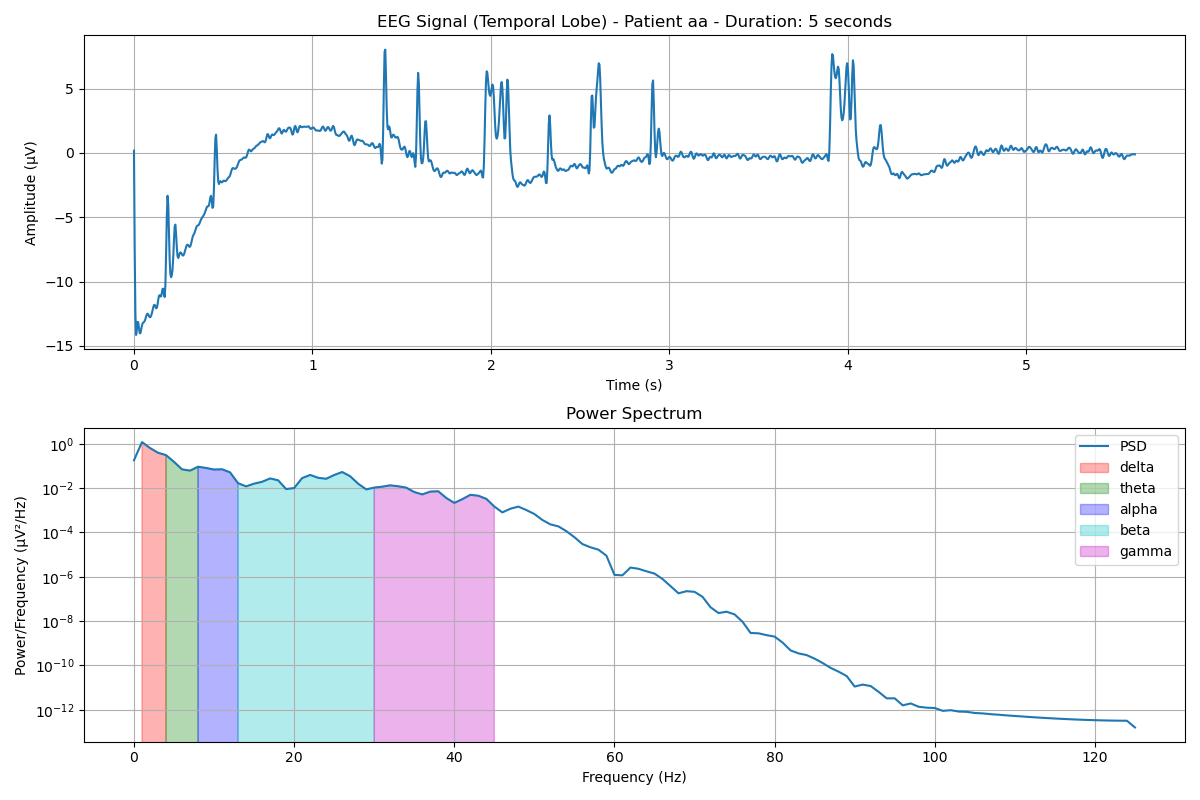 EEG Signal (Temporal Lobe) - Patient aa - Duration: 5 seconds
Amplitude (µV)
5
0
−5
−10
−15
0 1 2 3 4 5
Time (s)
Power Spectrum
Power/Frequency (µV²/Hz)
10⁰
10⁻²
10⁻⁴
10⁻⁶
10⁻⁸
10⁻¹⁰
10⁻¹²
PSD
delta
theta
alpha
beta
gamma
0 20 40 60 80 100 120
Frequency (Hz)